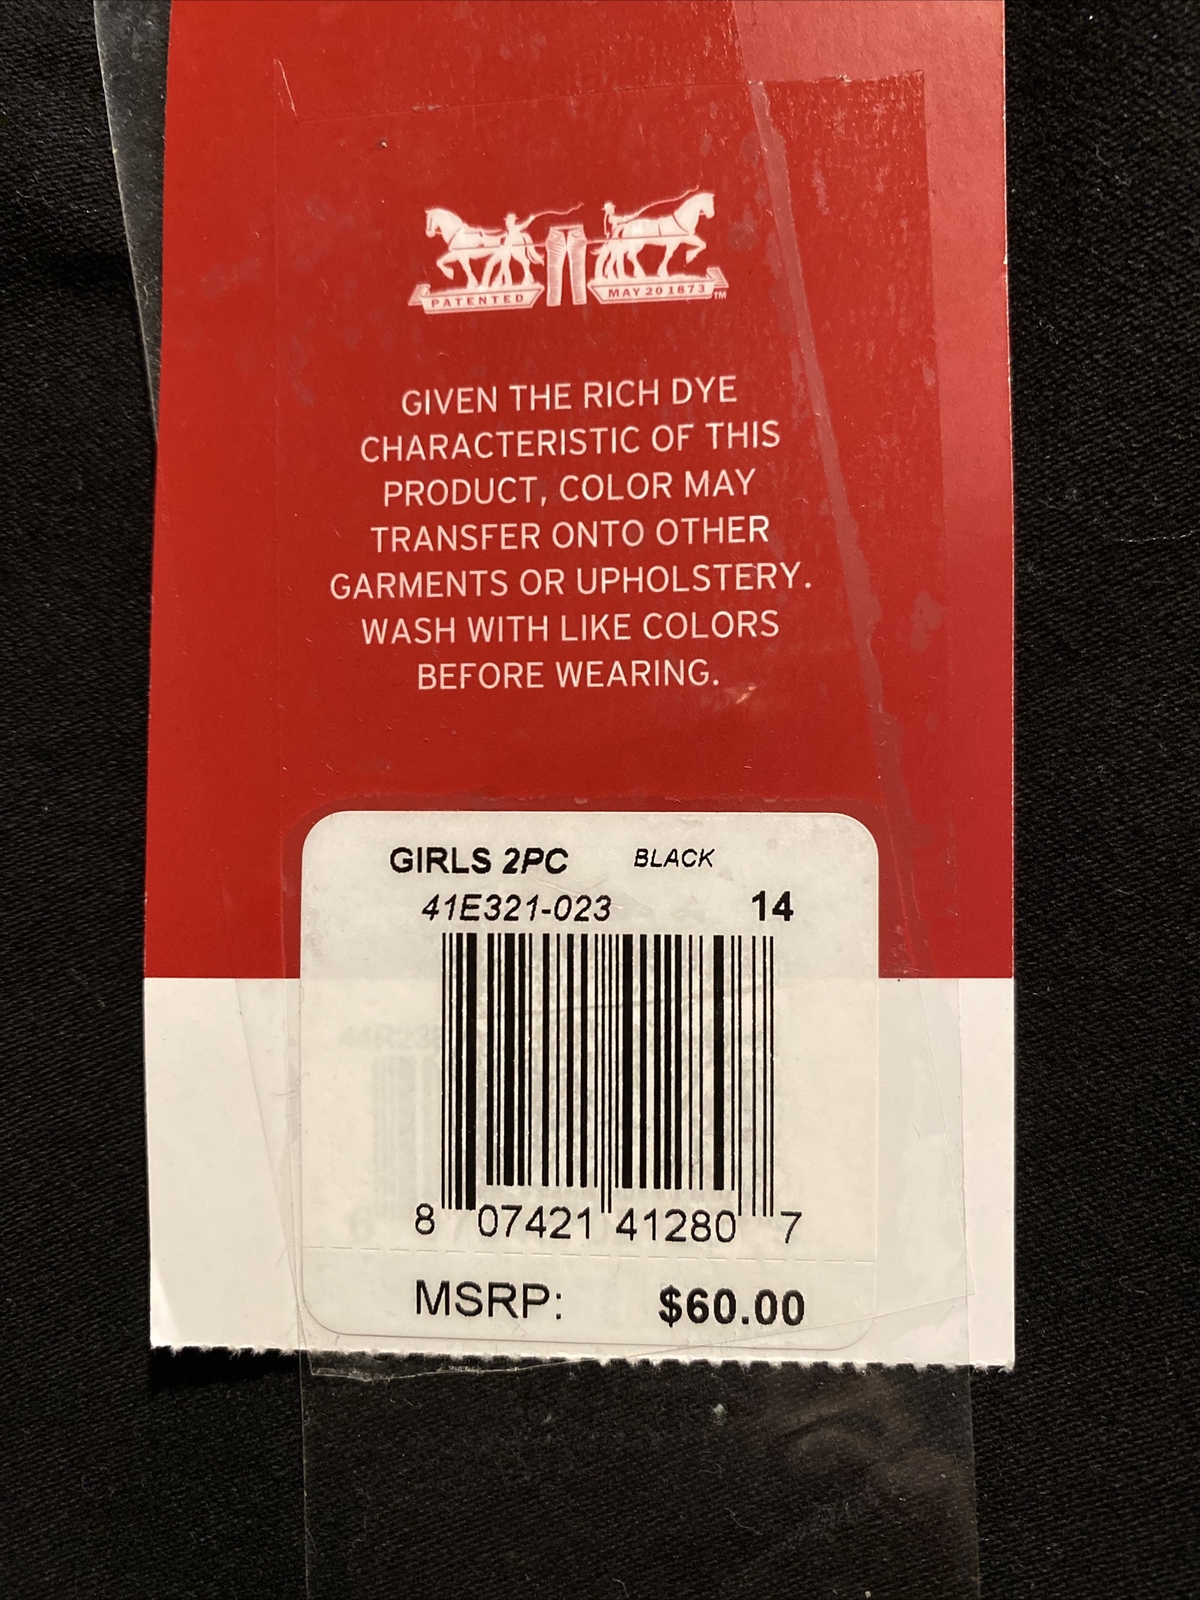 PATENTED MAY 20 1873 ™
GIVEN THE RICH DYE
CHARACTERISTIC OF THIS
PRODUCT, COLOR MAY
TRANSFER ONTO OTHER
GARMENTS OR UPHOLSTERY.
WASH WITH LIKE COLORS
BEFORE WEARING.
GIRLS 2PC BLACK
41E321-023 14
8 07421 41280 7
MSRP: $60.00